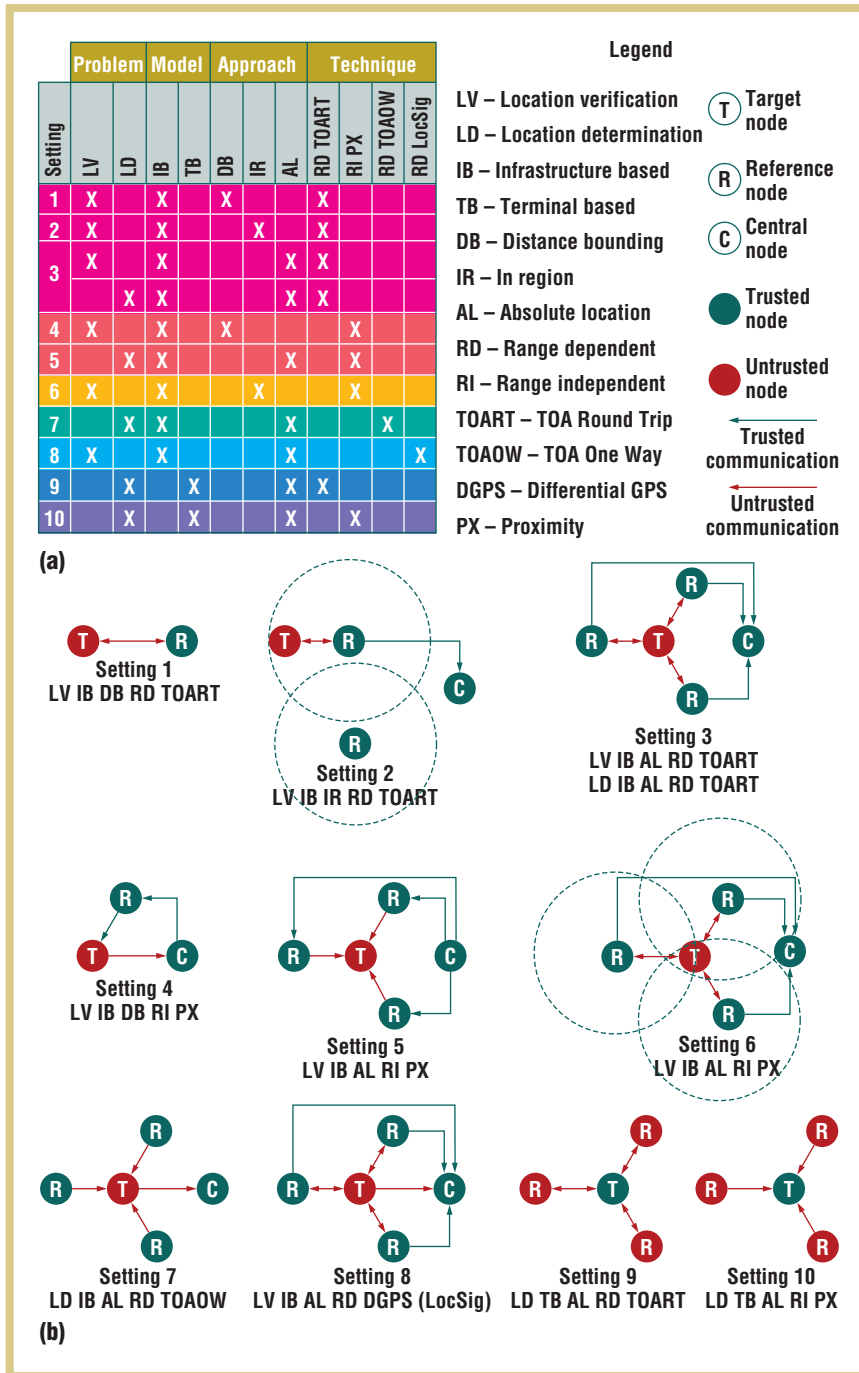 Problem Model Approach Technique
Setting LV LD IB TB DB IR AL RD TOART RI PX RD TOAOW RD LocSig
1 X X X X
2 X X X X
3 X X X X
X X X X
4 X X X X
5 X X X X
6 X X X X
7 X X X X
8 X X X X
9 X X X X
10 X X X X
(a)
Legend
LV – Location verification
LD – Location determination
IB – Infrastructure based
TB – Terminal based
DB – Distance bounding
IR – In region
AL – Absolute location
RD – Range dependent
RI – Range independent
TOART – TOA Round Trip
TOAOW – TOA One Way
DGPS – Differential GPS
PX – Proximity
T Target
node
R Reference
node
C Central
node
Trusted
node
Untrusted
node
Trusted
communication
Untrusted
communication
T R
Setting 1
LV IB DB RD TOART
T R
C
R
Setting 2
LV IB IR RD TOART
R
R T C
R
Setting 3
LV IB AL RD TOART
LD IB AL RD TOART
R
T C
Setting 4
LV IB DB RI PX
R
R T C
R
Setting 5
LV IB AL RI PX
R
R T C
R
Setting 6
LV IB AL RI PX
R
R T C
R
Setting 7
LD IB AL RD TOAOW
R
R T C
R
Setting 8
LV IB AL RD DGPS (LocSig)
R
R T
R
Setting 9
LD TB AL RD TOART
R
R T
R
Setting 10
LD TB AL RI PX
(b)